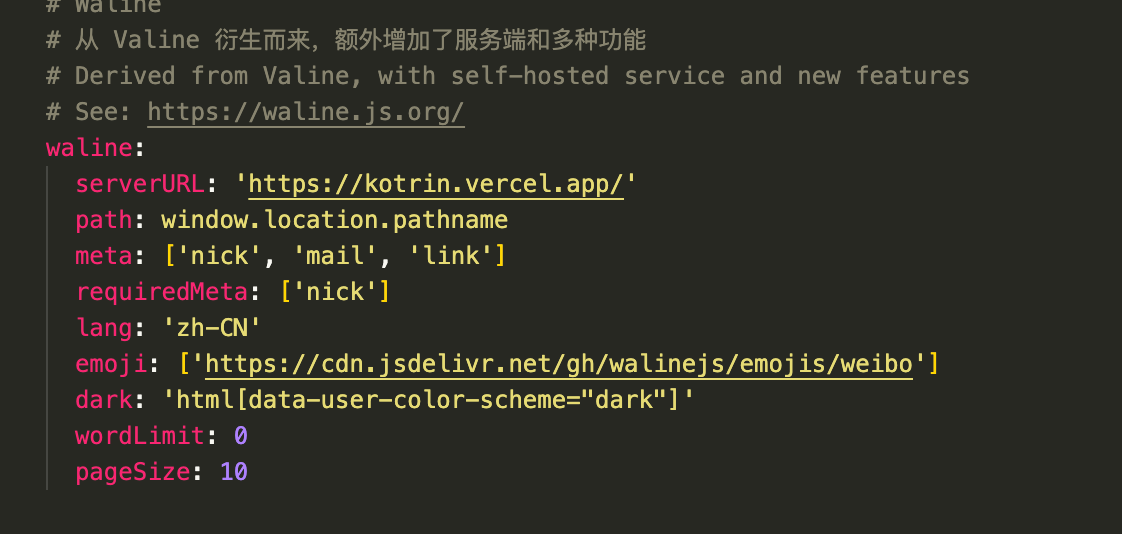 # Waline
# 从 Valine 衍生而来，额外增加了服务端和多种功能
# Derived from Valine, with self-hosted service and new features
# See: https://waline.js.org/
waline:
  serverURL: 'https://kotrin.vercel.app/'
  path: window.location.pathname
  meta: ['nick', 'mail', 'link']
  requiredMeta: ['nick']
  lang: 'zh-CN'
  emoji: ['https://cdn.jsdelivr.net/gh/walinejs/emojis/weibo']
  dark: 'html[data-user-color-scheme="dark"]'
  wordLimit: 0
  pageSize: 10